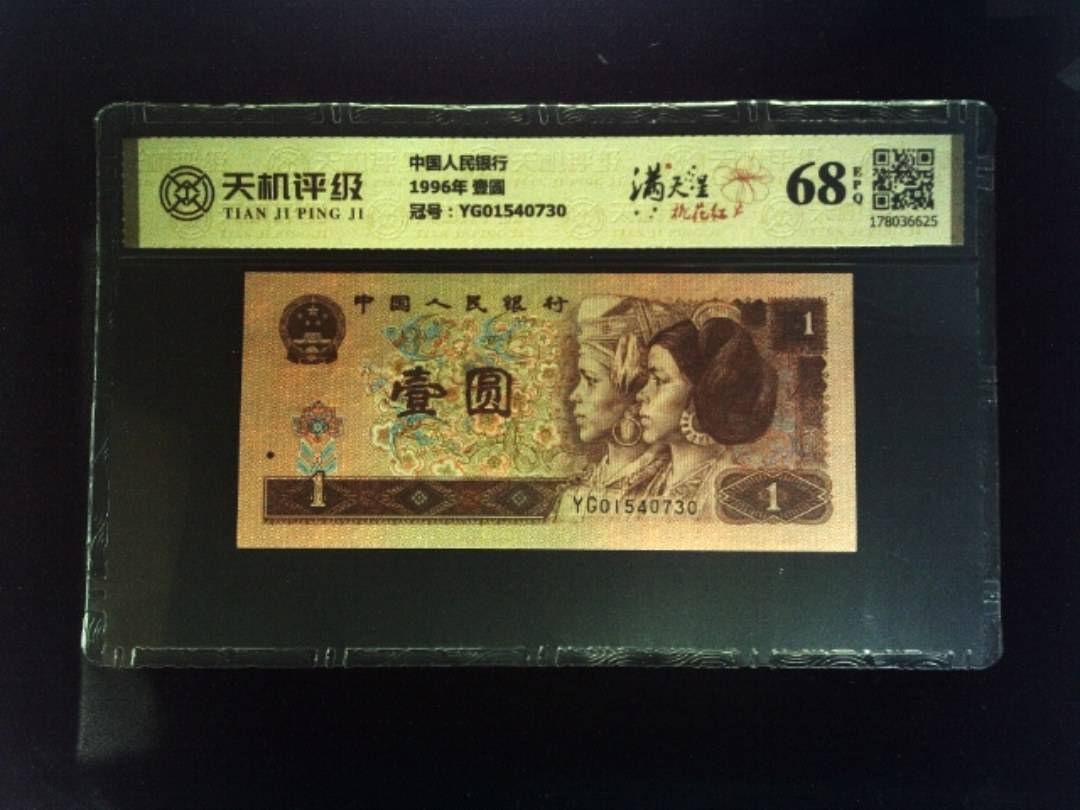 天机评级
TIAN JI PING JI
中国人民银行
1996年 壹圆
冠号：YG01540730
满天星
桃花红
68
EPQ
178036625
中国人民银行
1
壹圆
1
YG01540730
1